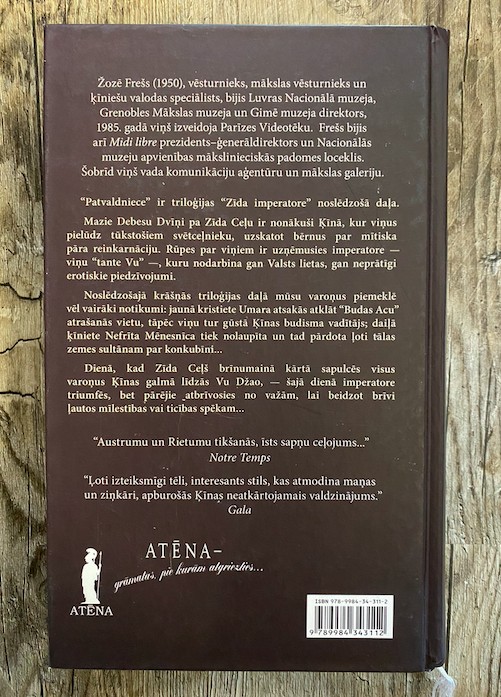 Žozē Frešs (1950), vēsturnieks, mākslas vēsturnieks un
ķīniešu valodas speciālists, bijis Luvras Nacionālā muzeja,
Grenobles Mākslas muzeja un Gimē muzeja direktors,
1985. gadā viņš izveidoja Parīzes Videotēku. Frešs bijis
arī Midi libre prezidents–ģenerāldirektors un Nacionālās
muzeju apvienības mākslinieciskās padomes loceklis.
Šobrīd viņš vada komunikāciju aģentūru un mākslas galeriju.
“Patvaldniece” ir triloģijas “Zīda imperatore” noslēdzošā daļa.
Mazie Debesu Dvīņi pa Zīda Ceļu ir nonākuši Ķīnā, kur viņus
pielūdz tūkstošiem svētceļnieku, uzskatot bērnus par mītiska
pāra reinkarnāciju. Rūpes par viņiem ir uzņēmusies imperatore —
viņu “tante Vu” —, kuru nodarbina gan Valsts lietas, gan neprātīgi
erotiskie piedzīvojumi.
Noslēdzošajā krāšņās triloģijas daļā mūsu varoņus piemeklē
vēl vairāki notikumi: jaunā kristiete Umara atsakās atklāt “Budas Acu”
atrašanās vietu, tāpēc viņu tur gūstā Ķīnas budisma vadītājs; daiļā
ķīniete Nefrīta Mēnesnīca tiek nolaupīta un tad pārdota ļoti tālas
zemes sultānam par konkubīni...
Dienā, kad Zīda Ceļš brīnumainā kārtā sapulcēs visus
varoņus Ķīnas galmā līdzās Vu Džao, — šajā dienā imperatore
triumfēs, bet pārējie atbrīvosies no važām, lai beidzot brīvi
ļautos mīlestības vai ticības spēkam...
“Austrumu un Rietumu tikšanās, īsts sapņu ceļojums...”
Notre Temps
“Ļoti izteiksmīgi tēli, interesants stils, kas atmodina maņas
un ziņkāri, apburošās Ķīnas neatkārtojamais valdzinājums.”
Gala
ATĒNA–
grāmatas, pie kurām atgriezties...
ATĒNA
ISBN 978-9984-34-311-2
9 789984 343112